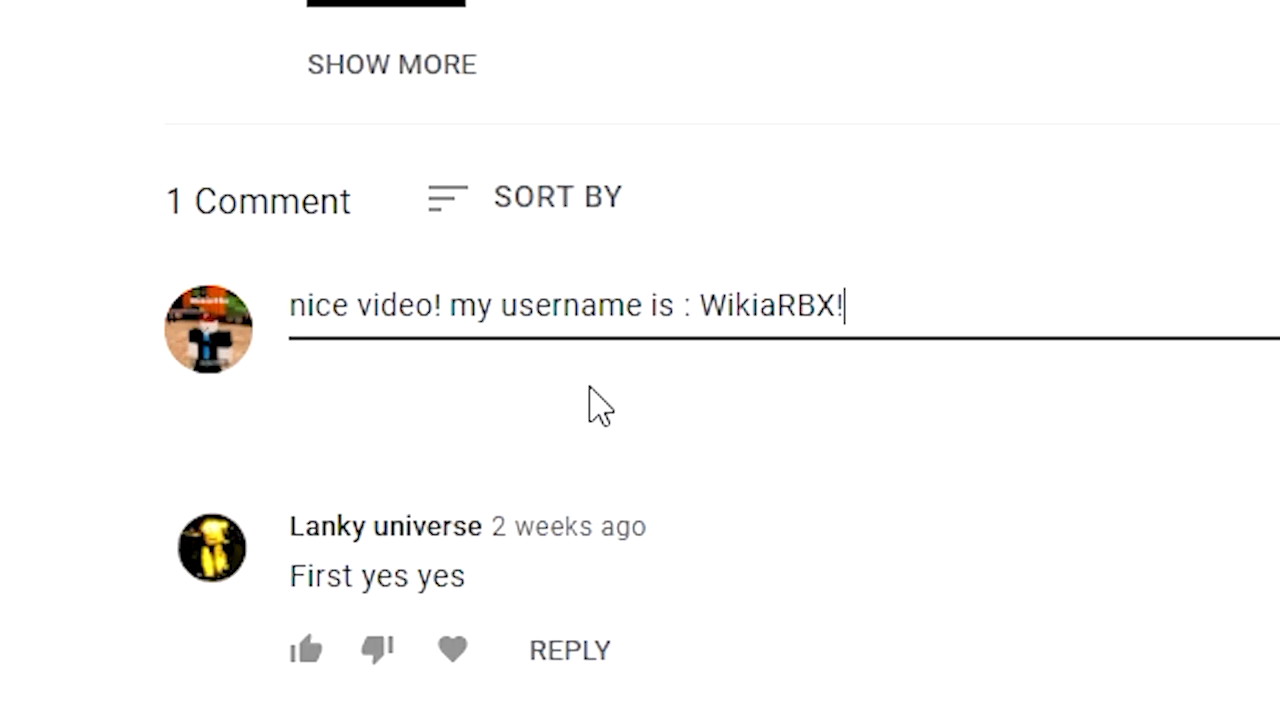 SHOW MORE
1 Comment
SORT BY
nice video! my username is : WikiaRBX!
Lanky universe 2 weeks ago
First yes yes
REPLY